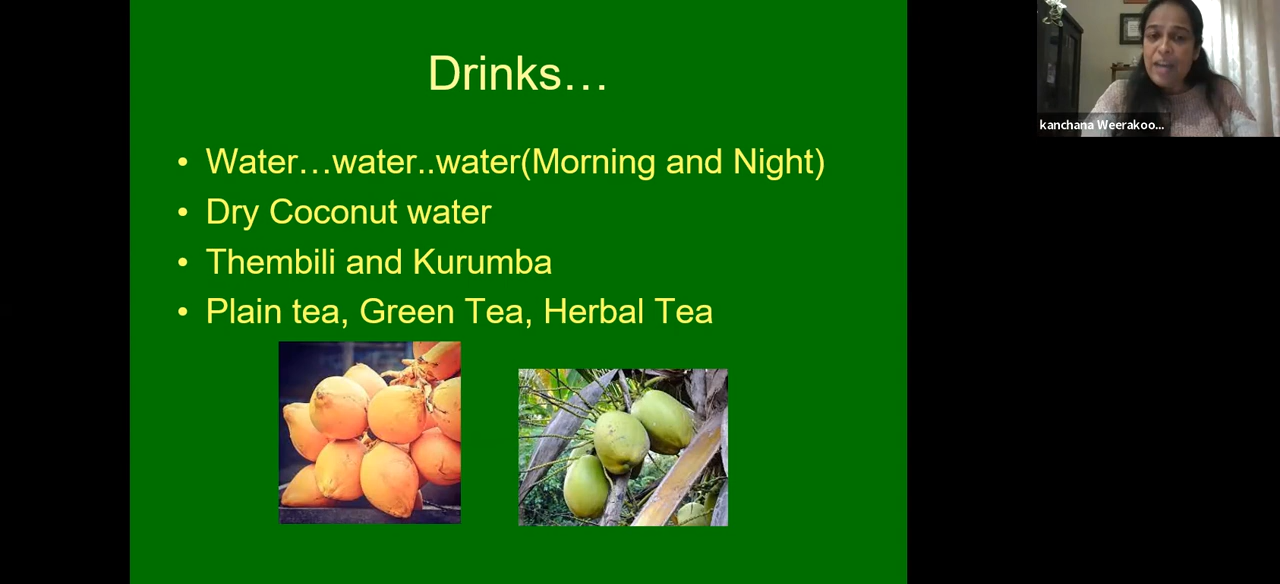 Drinks…
• Water…water..water(Morning and Night)
• Dry Coconut water
• Thembili and Kurumba
• Plain tea, Green Tea, Herbal Tea
kanchana Weerakoo...